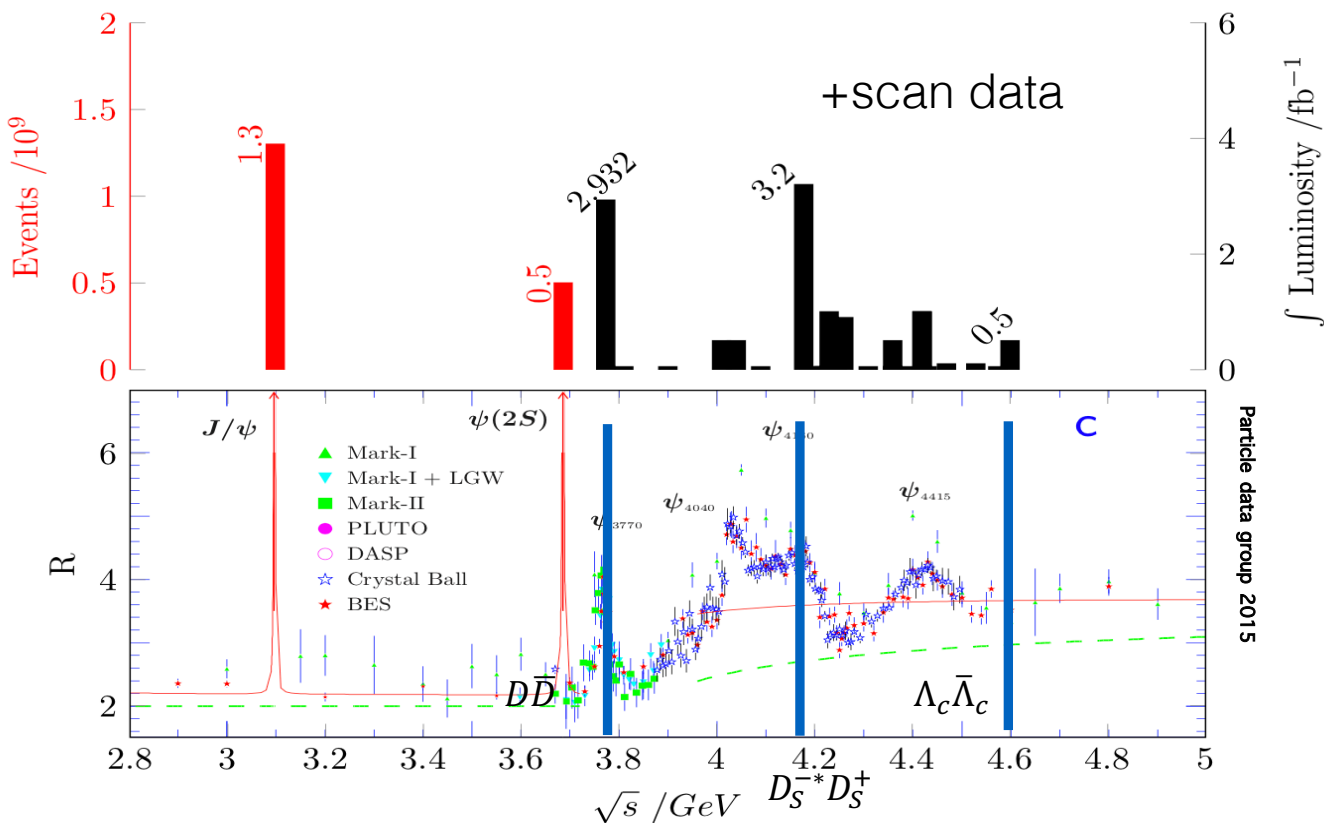 2
1.5
1
0.5
0
Events /10⁹
1.3
0.5
2.932
3.2
0.5
+scan data
6
4
2
0
∫ Luminosity /fb⁻¹
J/ψ
ψ(2S)
ψ₃₇₇₀
ψ₄₀₄₀
ψ₄₄₁₅
C
Mark-I
Mark-I + LGW
Mark-II
PLUTO
DASP
Crystal Ball
BES
R
6
4
2
DD̅
Λ_c Λ̄_c
Particle data group 2015
2.8 3 3.2 3.4 3.6 3.8 4 4.2 4.4 4.6 4.8 5
√s /GeV
D_S^{-*}D_S^+